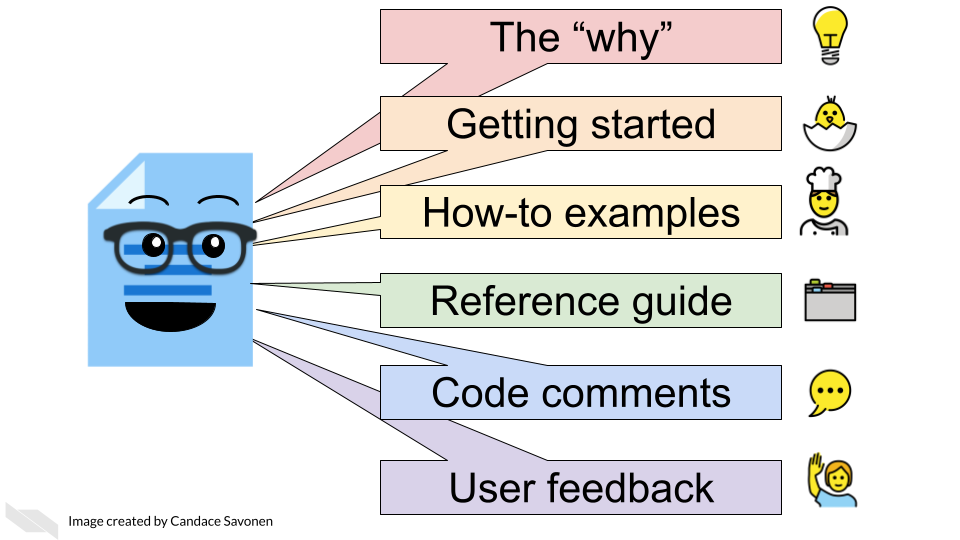 The “why”
Getting started
How-to examples
Reference guide
Code comments
User feedback
Image created by Candace Savonen